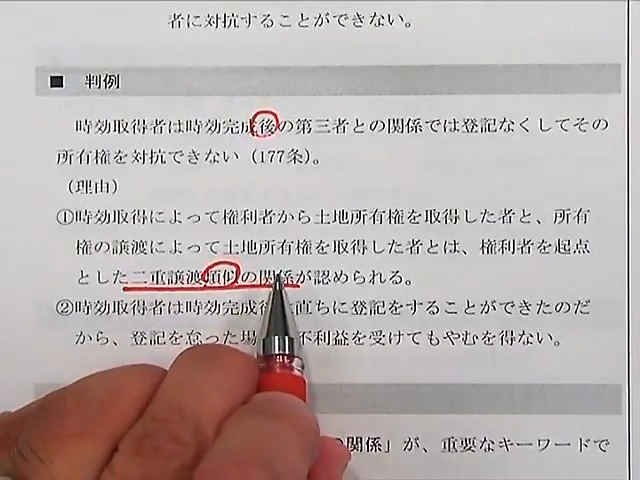 者に対抗することができない。
■ 判例
時効取得者は時効完成後の第三者との関係では登記なくしてその
所有権を対抗できない（177条）。
（理由）
①時効取得によって権利者から土地所有権を取得した者と、所有
権の譲渡によって土地所有権を取得した者とは、権利者を起点
とした二重譲渡類似の関係が認められる。
②時効取得者は時効完成後直ちに登記をすることができたのだ
から、登記を怠った場 不利益を受けてもやむを得ない。
の関係」が、重要なキーワードで